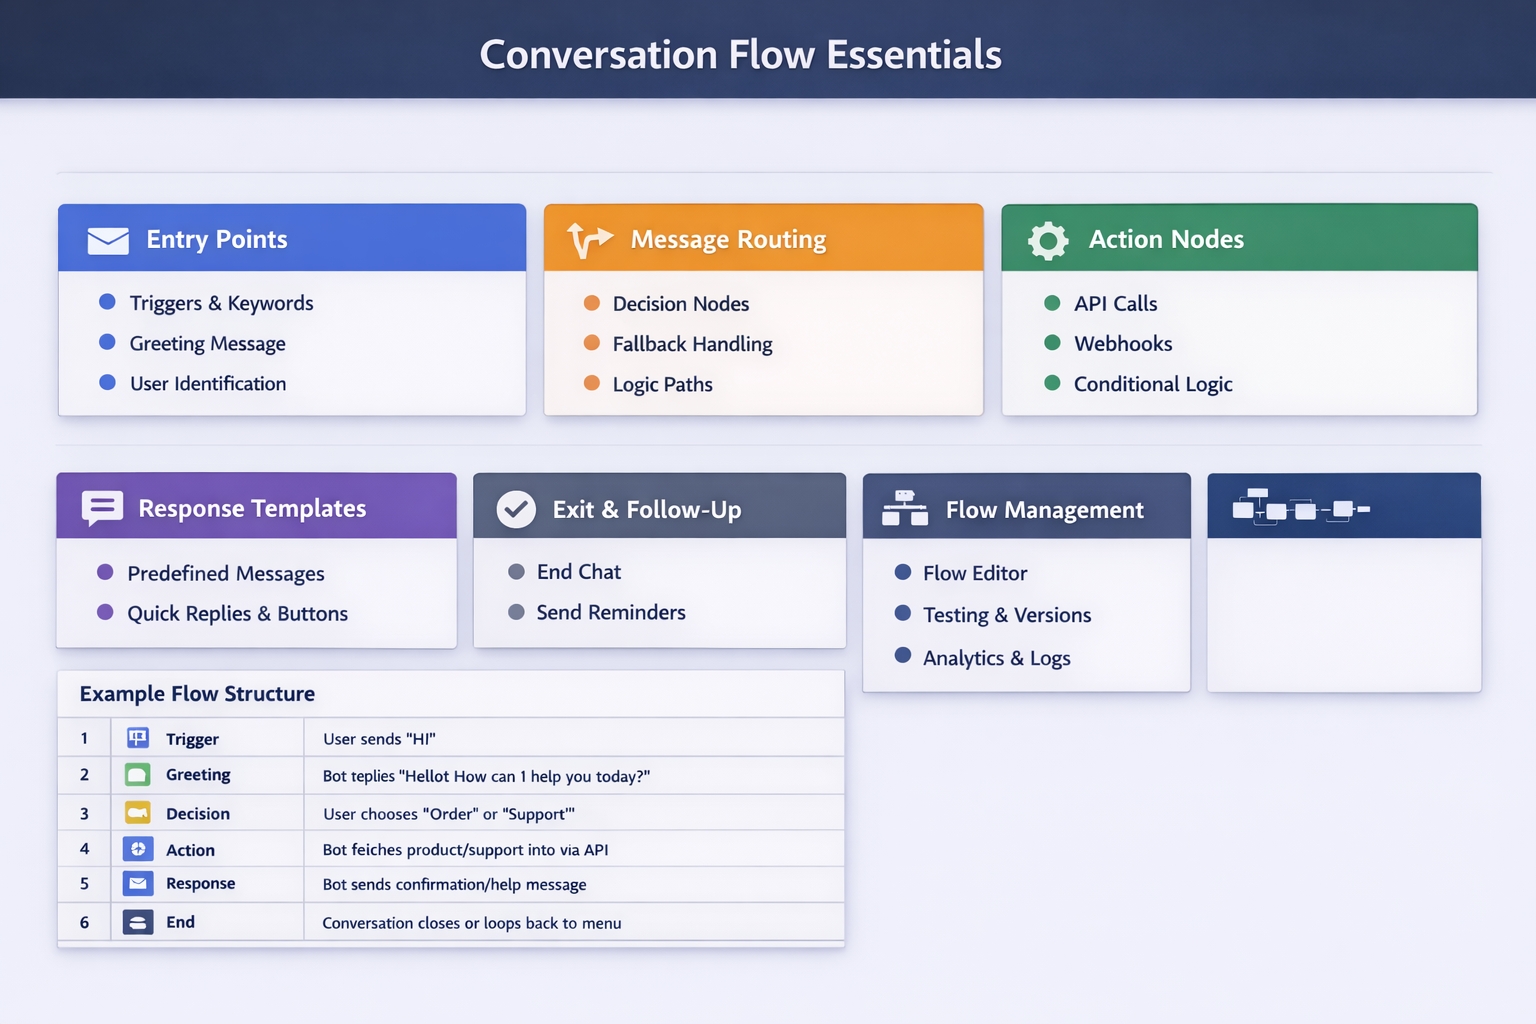 Conversation Flow Essentials
Entry Points
Triggers & Keywords
Greeting Message
User Identification
Message Routing
Decision Nodes
Fallback Handling
Logic Paths
Action Nodes
API Calls
Webhooks
Conditional Logic
Response Templates
Predefined Messages
Quick Replies & Buttons
Exit & Follow-Up
End Chat
Send Reminders
Flow Management
Flow Editor
Testing & Versions
Analytics & Logs
Example Flow Structure
1 Trigger User sends "HI"
2 Greeting Bot replies "Hellot How can 1 help you today?"
3 Decision User chooses "Order" or "Support'"
4 Action Bot feiches product/support into via API
5 Response Bot sends confirmation/help message
6 End Conversation closes or loops back to menu